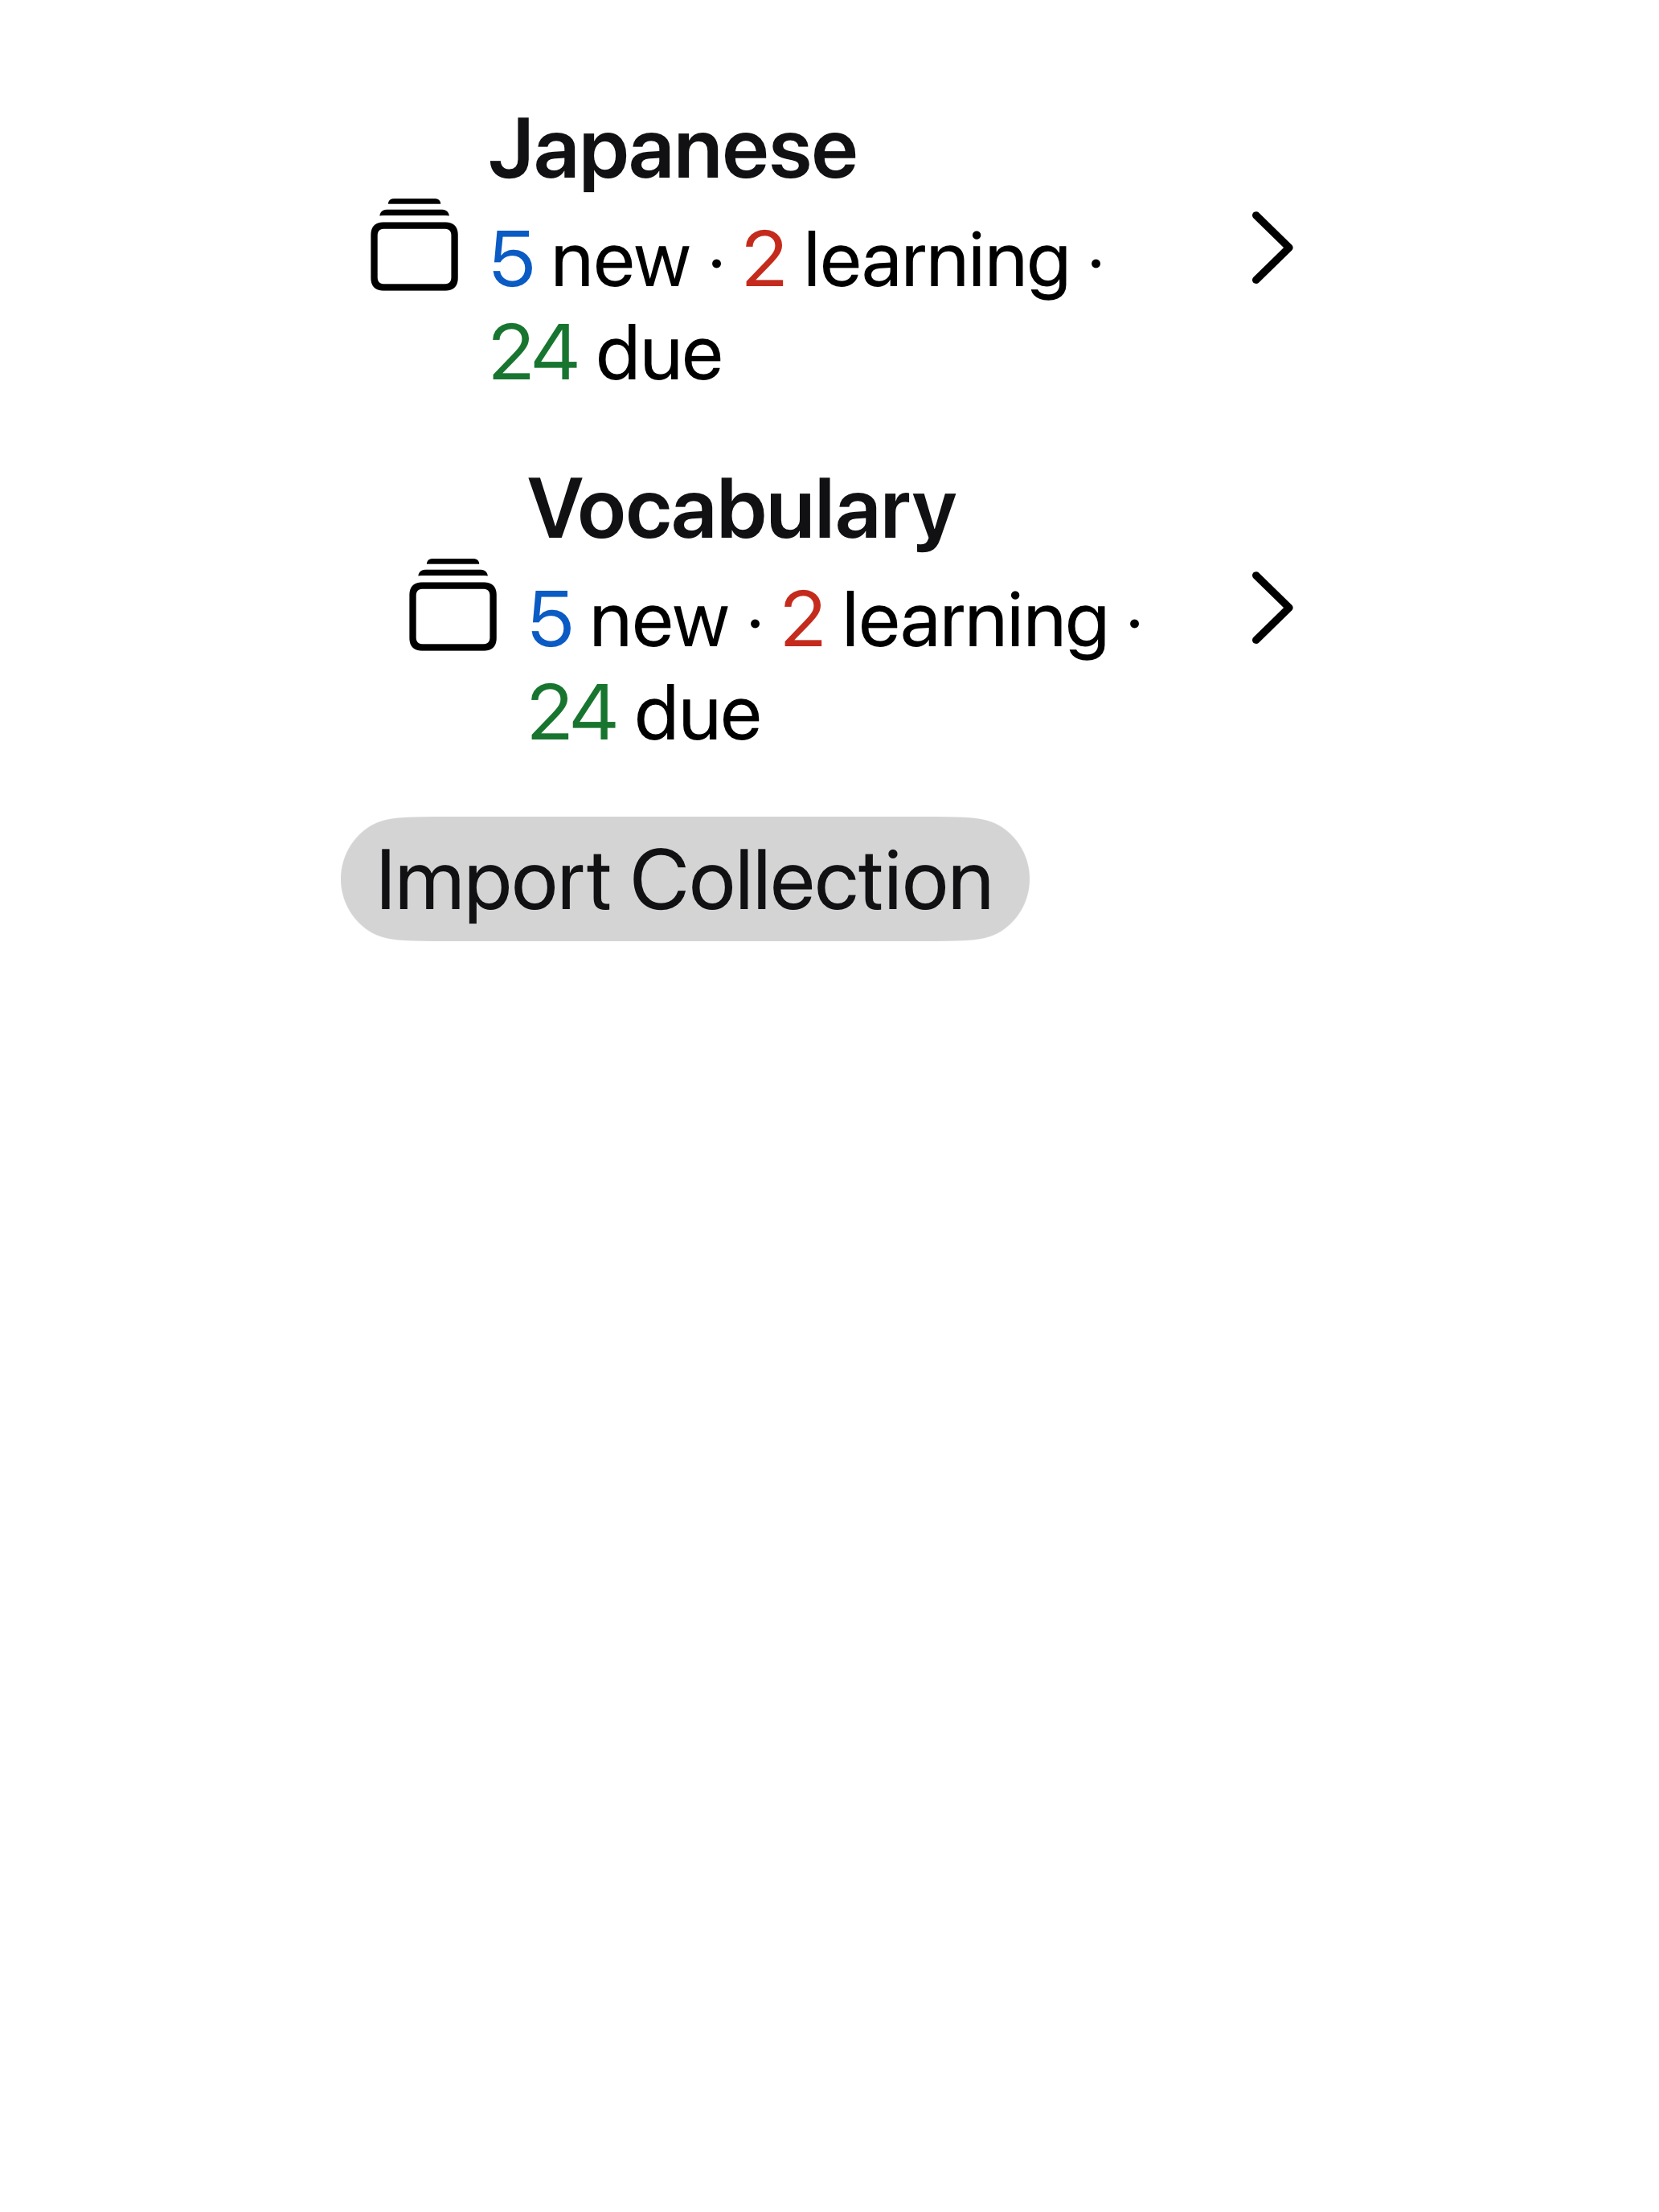 Japanese
5 new · 2 learning ·
24 due
Vocabulary
5 new · 2 learning ·
24 due
Import Collection